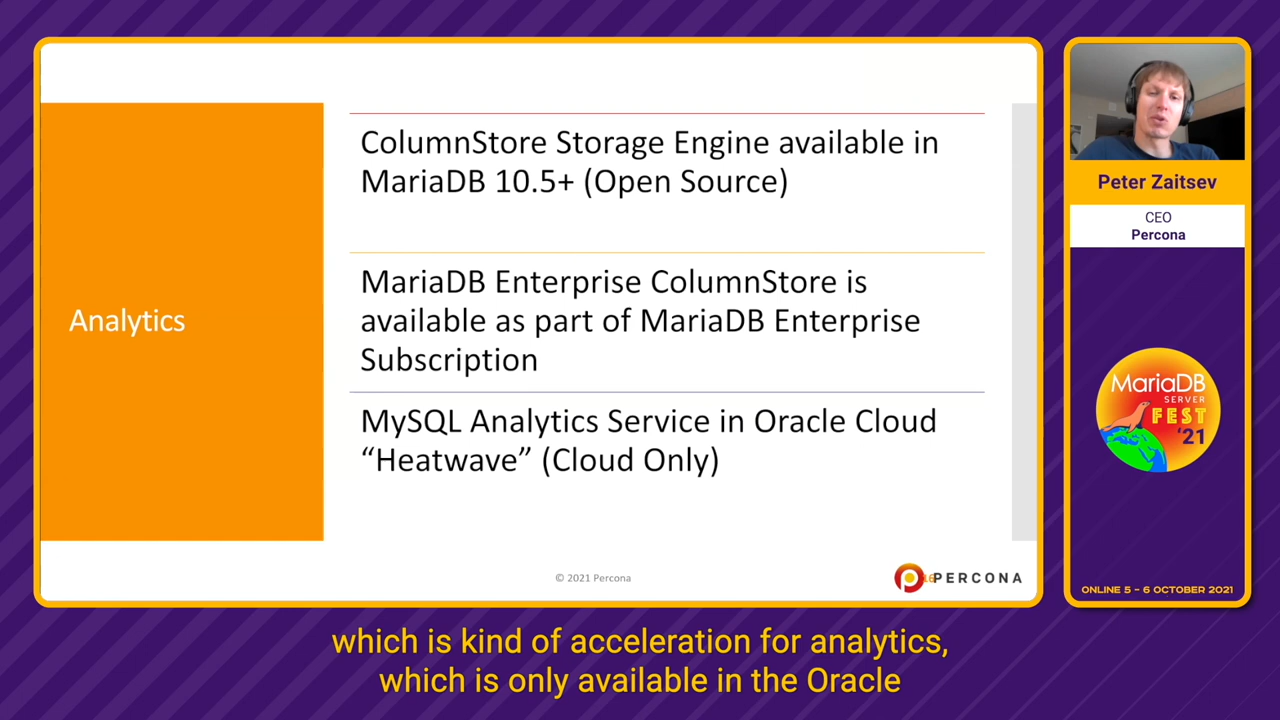 Analytics
ColumnStore Storage Engine available in
MariaDB 10.5+ (Open Source)
MariaDB Enterprise ColumnStore is
available as part of MariaDB Enterprise
Subscription
MySQL Analytics Service in Oracle Cloud
“Heatwave” (Cloud Only)
© 2021 Percona
16
PERCONA
Peter Zaitsev
CEO
Percona
MariaDB
SERVER
FEST
'21
ONLINE 5 – 6 OCTOBER 2021
which is kind of acceleration for analytics,
which is only available in the Oracle